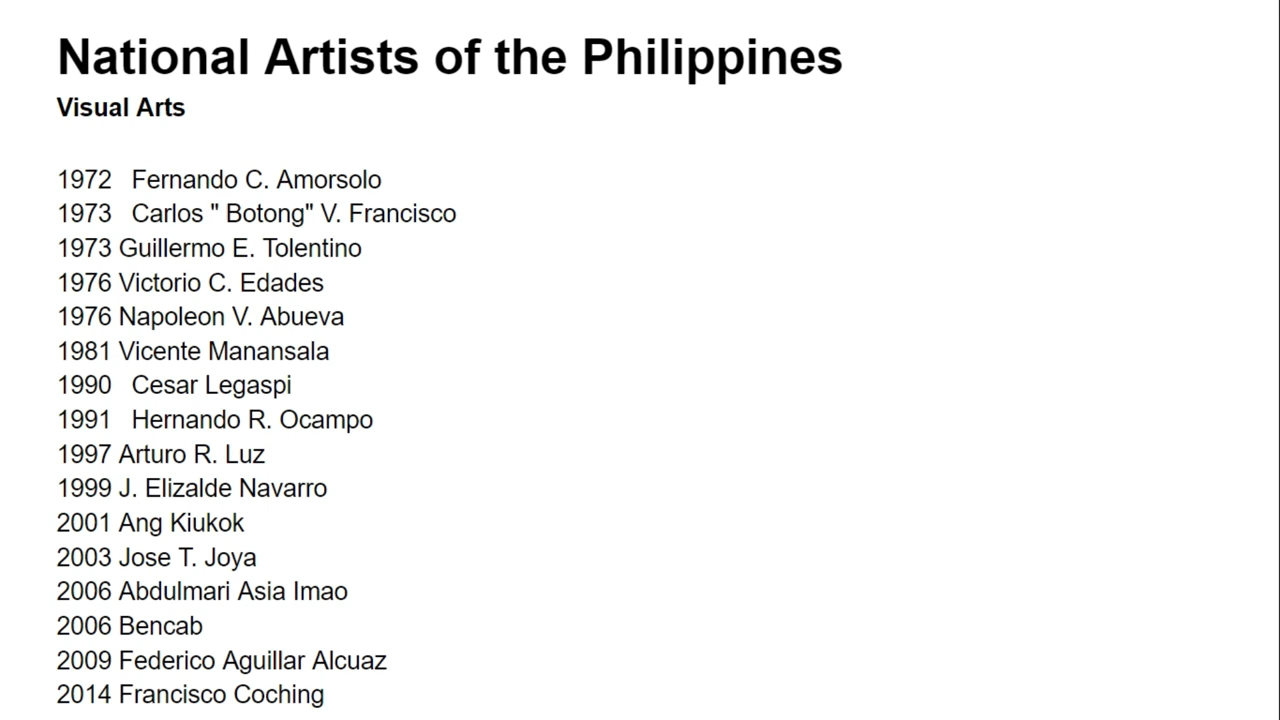 National Artists of the Philippines
Visual Arts
1972 Fernando C. Amorsolo
1973 Carlos " Botong" V. Francisco
1973 Guillermo E. Tolentino
1976 Victorio C. Edades
1976 Napoleon V. Abueva
1981 Vicente Manansala
1990 Cesar Legaspi
1991 Hernando R. Ocampo
1997 Arturo R. Luz
1999 J. Elizalde Navarro
2001 Ang Kiukok
2003 Jose T. Joya
2006 Abdulmari Asia Imao
2006 Bencab
2009 Federico Aguillar Alcuaz
2014 Francisco Coching